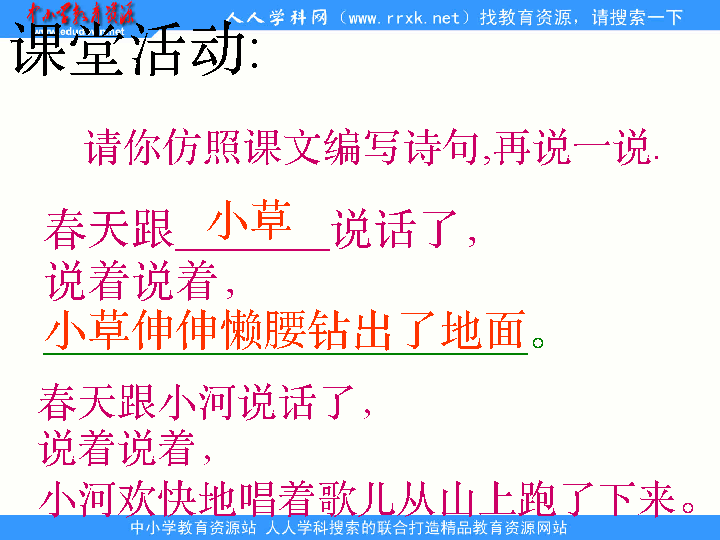 中小学教育资源
人人学科网（www.rrxk.net）找教育资源，请搜索一下
课堂活动:
请你仿照课文编写诗句,再说一说.
春天跟小草说话了，
说着说着，
小草伸伸懒腰钻出了地面。
春天跟小河说话了，
说着说着，
小河欢快地唱着歌儿从山上跑了下来。
中小学教育资源站 人人学科搜索的联合打造精品教育资源网站